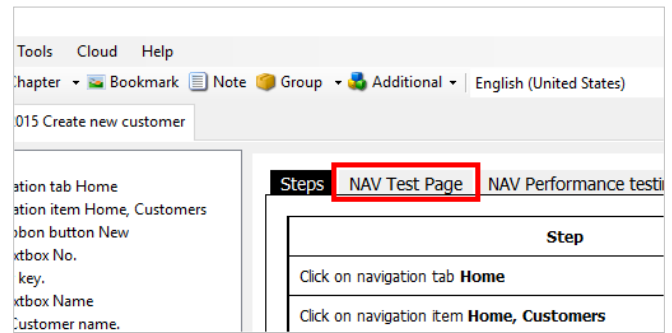 Tools Cloud Help
Chapter Bookmark Note Group Additional English (United States)
2015 Create new customer
ation tab Home
ation item Home, Customers
bbon button New
xtbox No.
key.
xtbox Name
Customer name.
Steps NAV Test Page NAV Performance testi
Step
Click on navigation tab Home
Click on navigation item Home, Customers